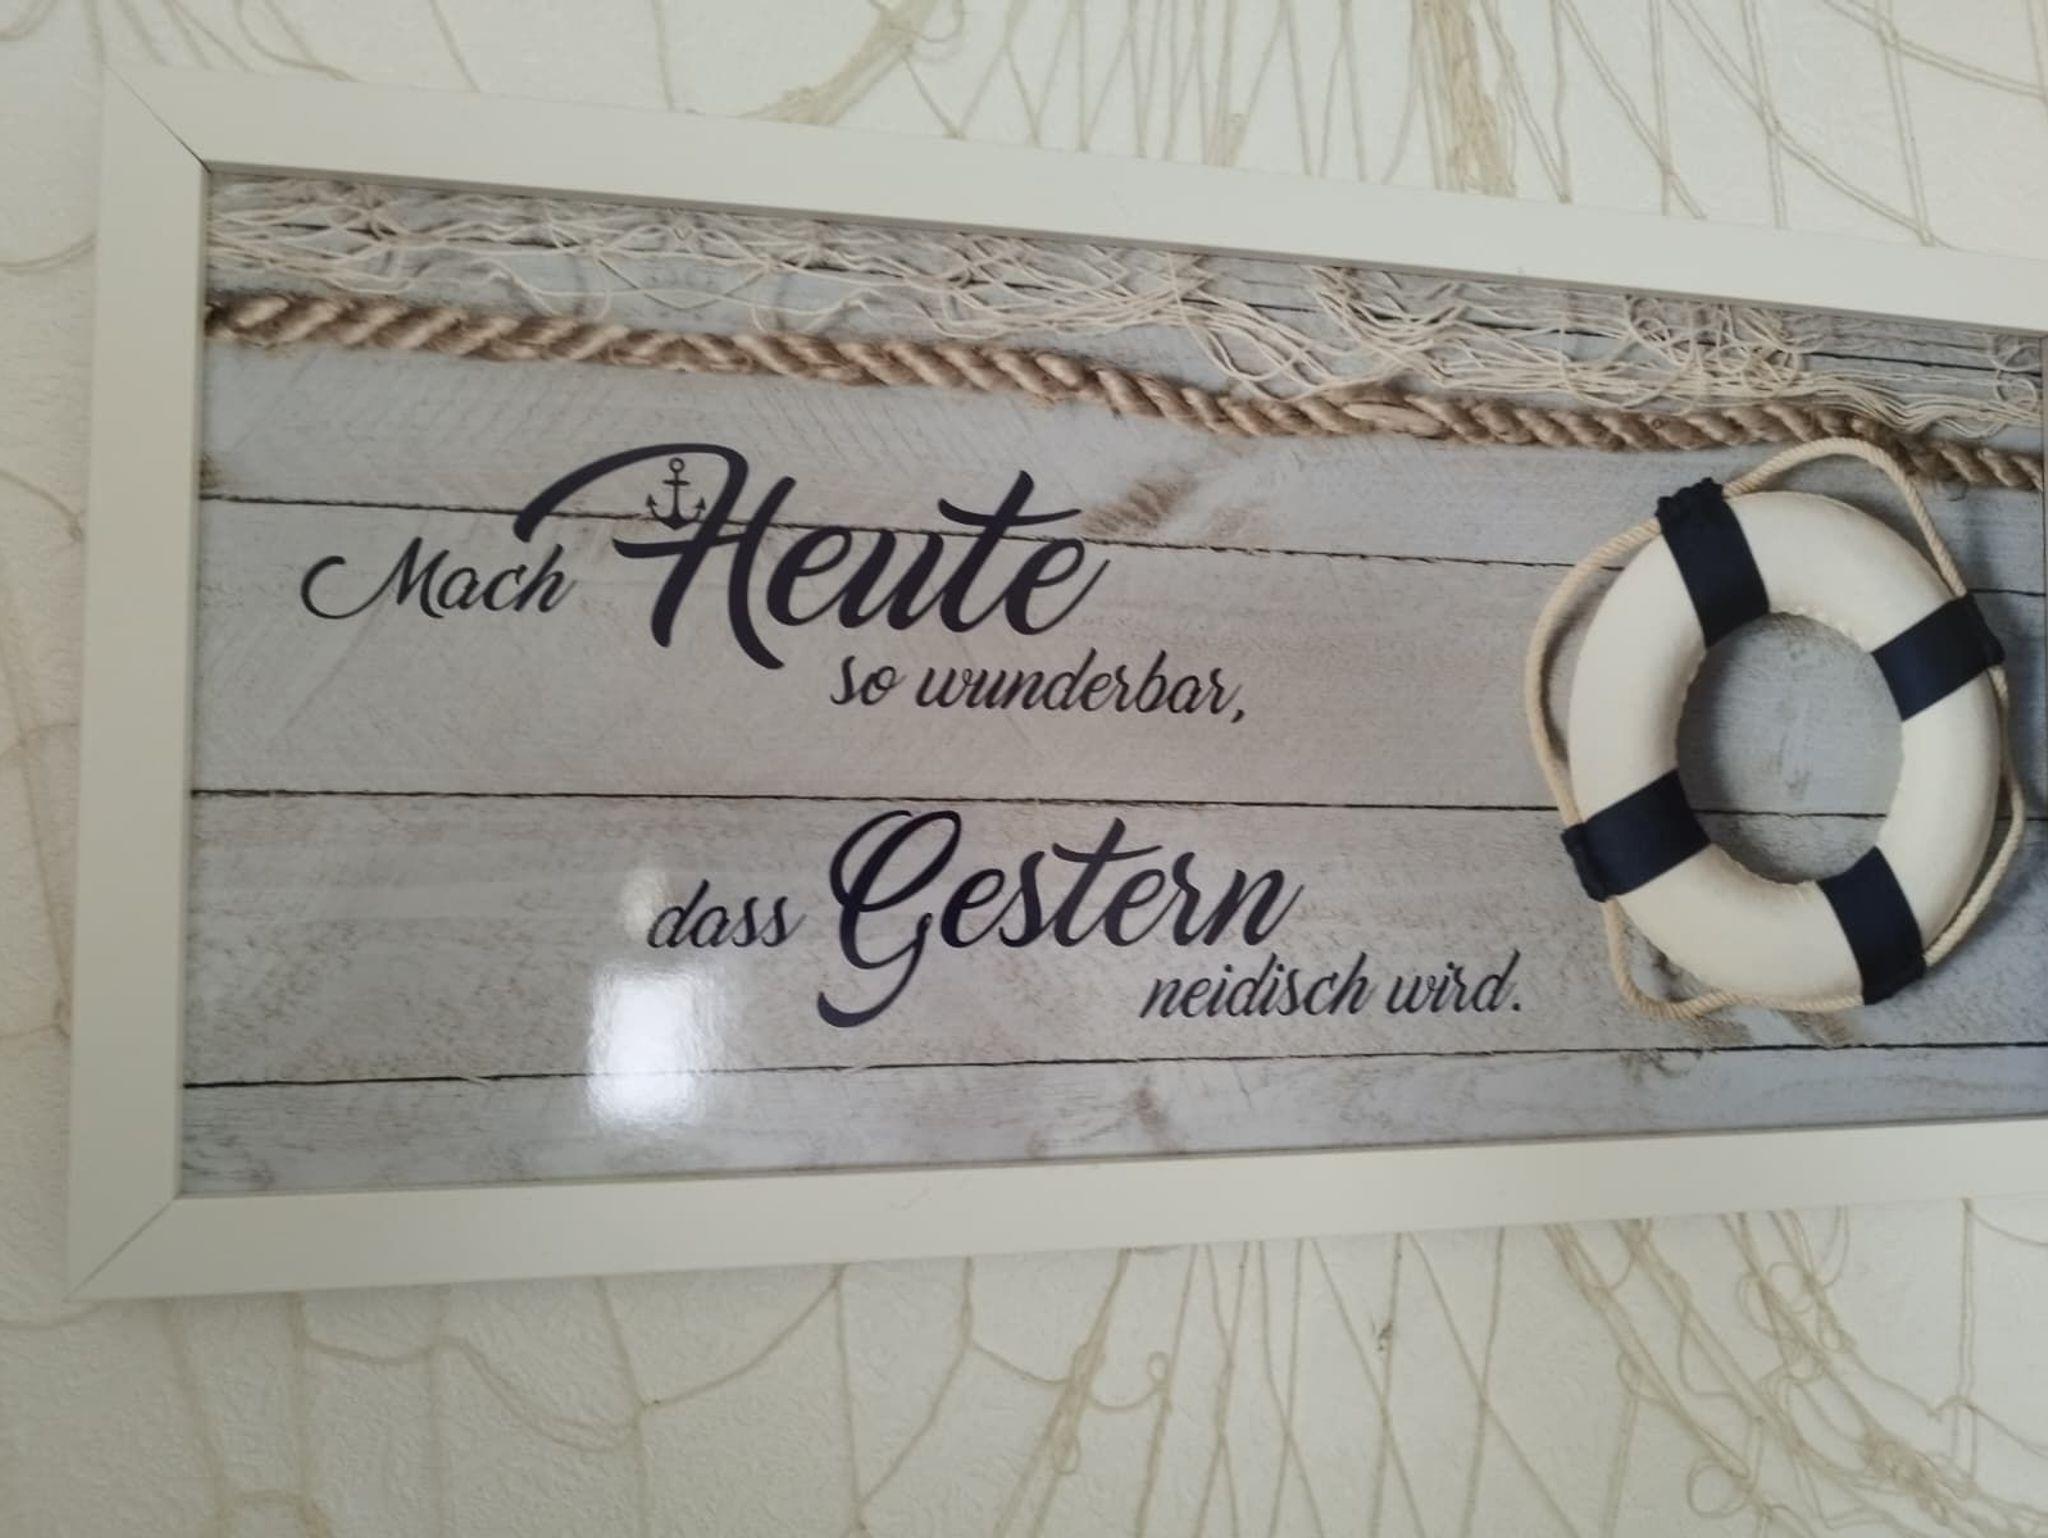 Mach Heute
so wunderbar,
dass Gestern
neidisch wird.